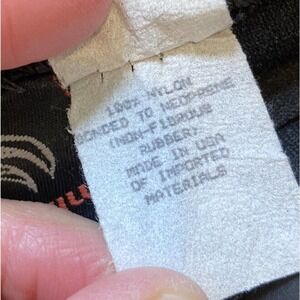 100% NYLON
BONDED TO NEOPRENE
(NON-FIBROUS
RUBBER)
MADE IN USA
OF IMPORTED
MATERIALS